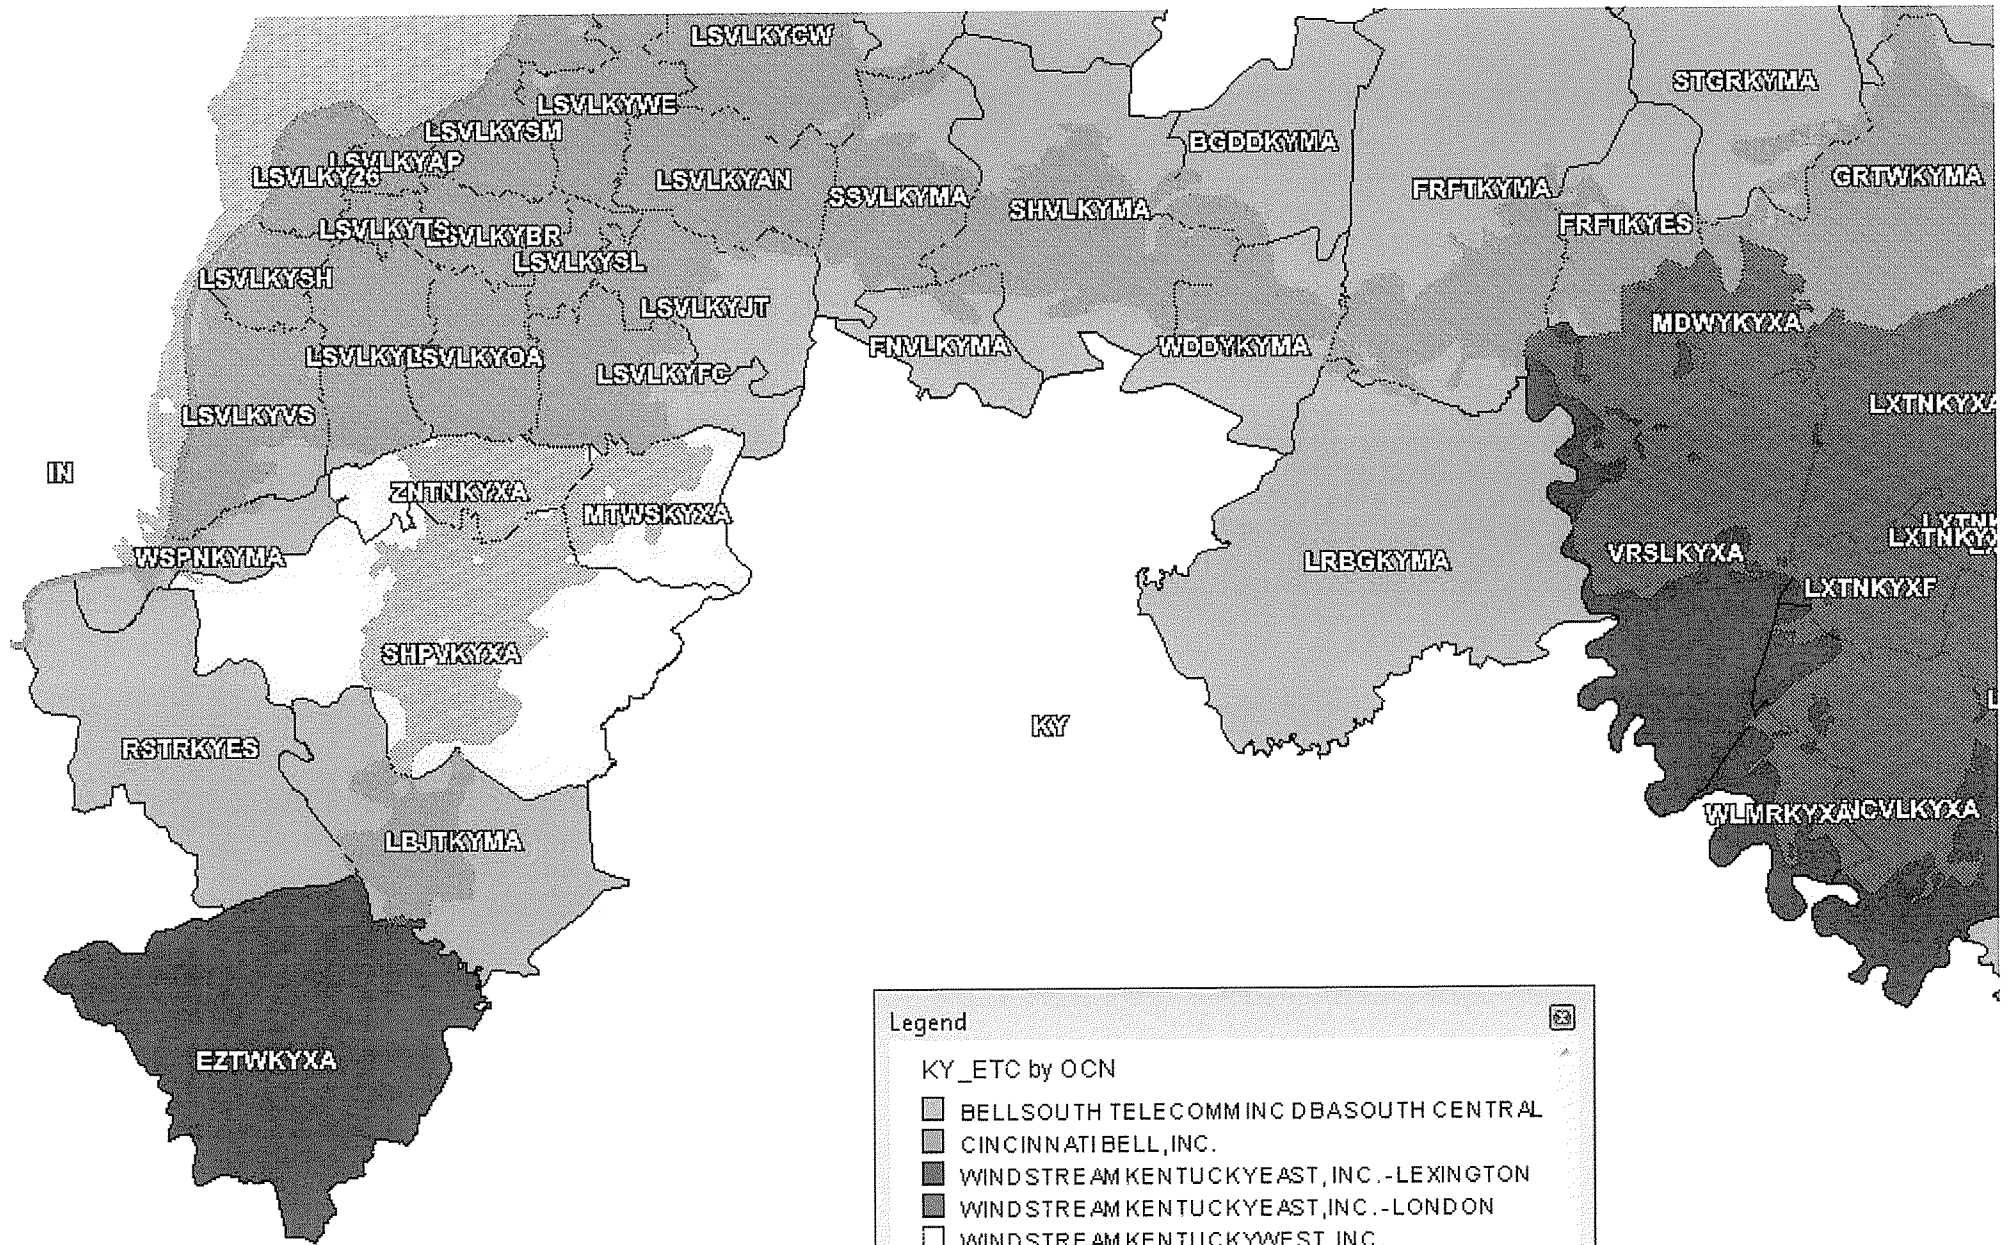 LSVLKYCW
STGRKYMA
LSVLKYWE
LSVLKYSM
BGDDKYMA
LSVLKYAP
LSVLKY26
LSVLKYAN
SSVLKYMA
SHVLKYMA
FRFTKYMA
GRTWKYMA
LSVLKYTS
LSVLKYBR
FRFTKYES
LSVLKYSL
LSVLKYSH
LSVLKYJT
MDWYKYXA
FNVLKYMA
WDDYKYMA
LSVLKYOA
LSVLKYFC
LXTNKYXA
LSVLKYVS
IN
ZNTNKYXA
MTWSKYXA
WSPNKYMA
LRBGKYMA
VRSLKYXA
LXTNKYXF
SHPVKYXA
KY
RSTRKYES
WLMRKYXA
NCVLKYXA
LBJTKYMA
EZTWKYXA
Legend
KY_ETC by OCN
BELLSOUTH TELECOMM INC DBA SOUTH CENTRAL
CINCINNATI BELL, INC.
WINDSTREAM KENTUCKY EAST, INC.-LEXINGTON
WINDSTREAM KENTUCKY EAST, INC.-LONDON
WINDSTREAM KENTUCKY WEST, INC.